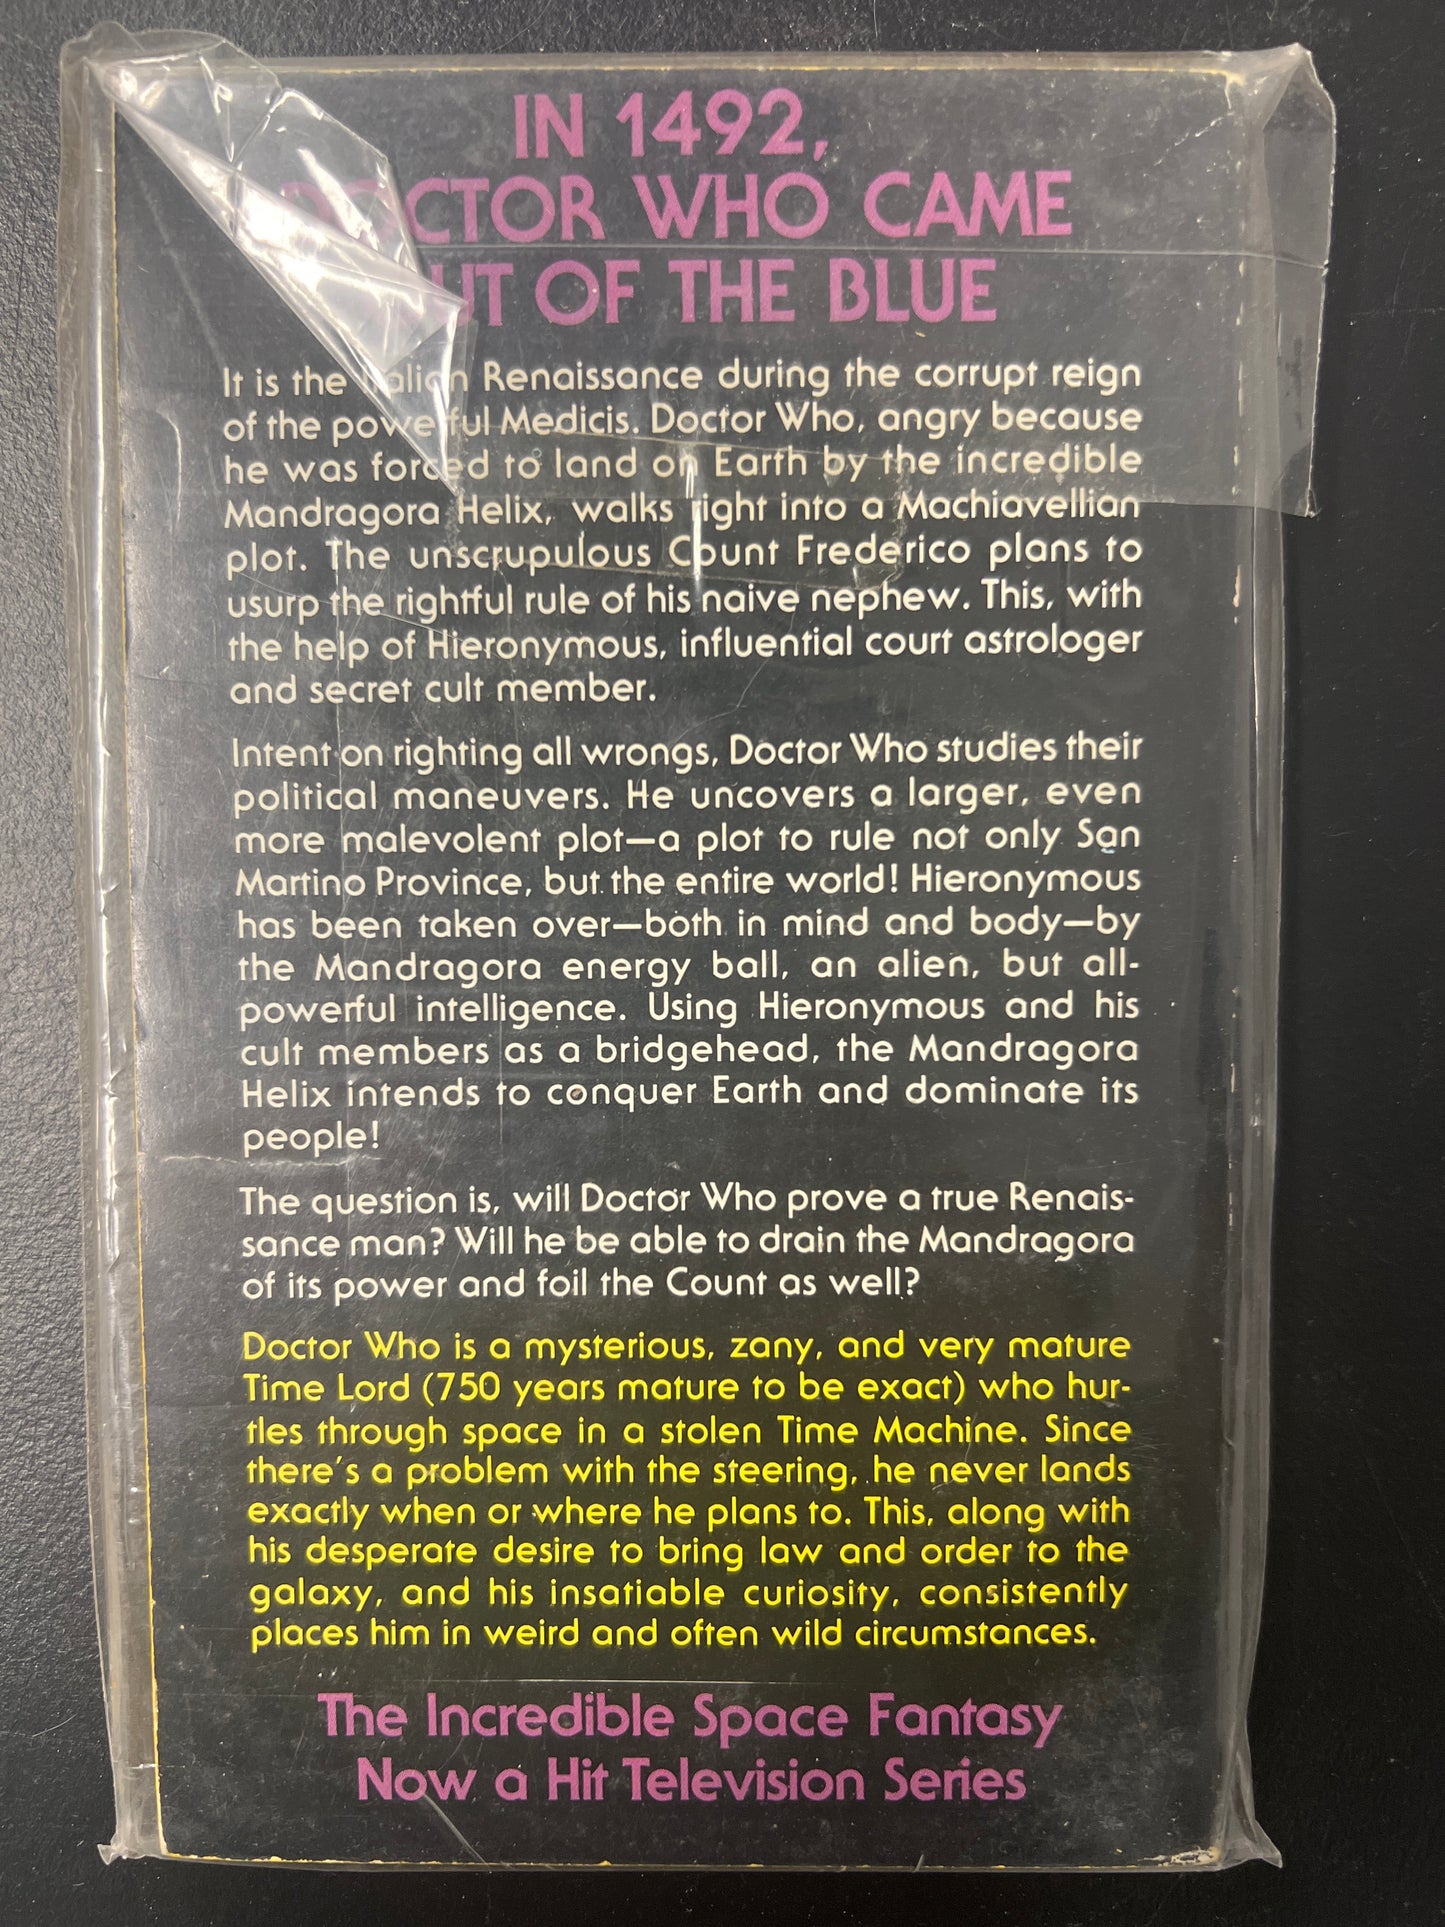 IN 1492,
DOCTOR WHO CAME
OUT OF THE BLUE
It is the Italian Renaissance during the corrupt reign
of the powerful Medicis. Doctor Who, angry because
he was forced to land on Earth by the incredible
Mandragora Helix, walks right into a Machiavellian
plot. The unscrupulous Count Frederico plans to
usurp the rightful rule of his naive nephew. This, with
the help of Hieronymous, influential court astrologer
and secret cult member.
Intent on righting all wrongs, Doctor Who studies their
political maneuvers. He uncovers a larger, even
more malevolent plot—a plot to rule not only San
Martino Province, but the entire world! Hieronymous
has been taken over—both in mind and body—by
the Mandragora energy ball, an alien, but all-
powerful intelligence. Using Hieronymous and his
cult members as a bridgehead, the Mandragora
Helix intends to conquer Earth and dominate its
people!
The question is, will Doctor Who prove a true Renais-
sance man? Will he be able to drain the Mandragora
of its power and foil the Count as well?
Doctor Who is a mysterious, zany, and very mature
Time Lord (750 years mature to be exact) who hur-
tles through space in a stolen Time Machine. Since
there's a problem with the steering, he never lands
exactly when or where he plans to. This, along with
his desperate desire to bring law and order to the
galaxy, and his insatiable curiosity, consistently
places him in weird and often wild circumstances.
The Incredible Space Fantasy
Now a Hit Television Series